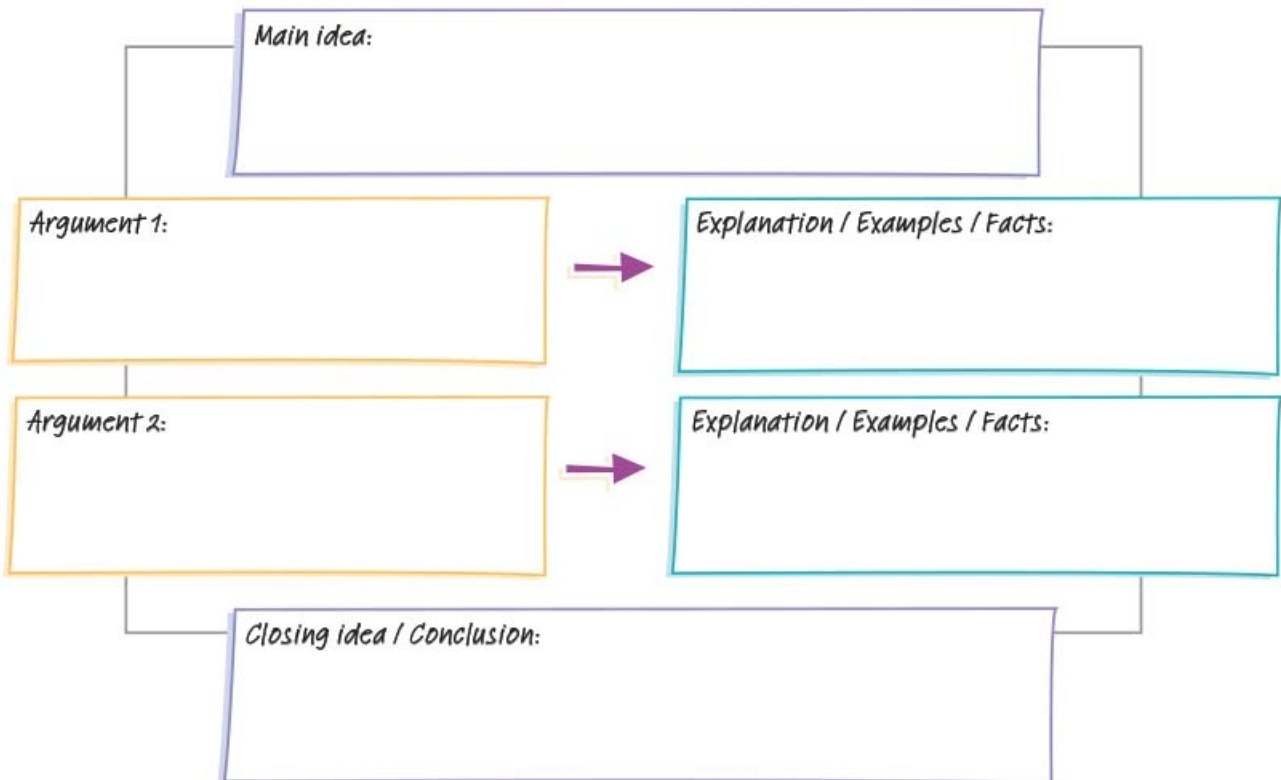 Main idea:
Argument 1:
Explanation / Examples / Facts:
Argument 2:
Explanation / Examples / Facts:
Closing idea / Conclusion: